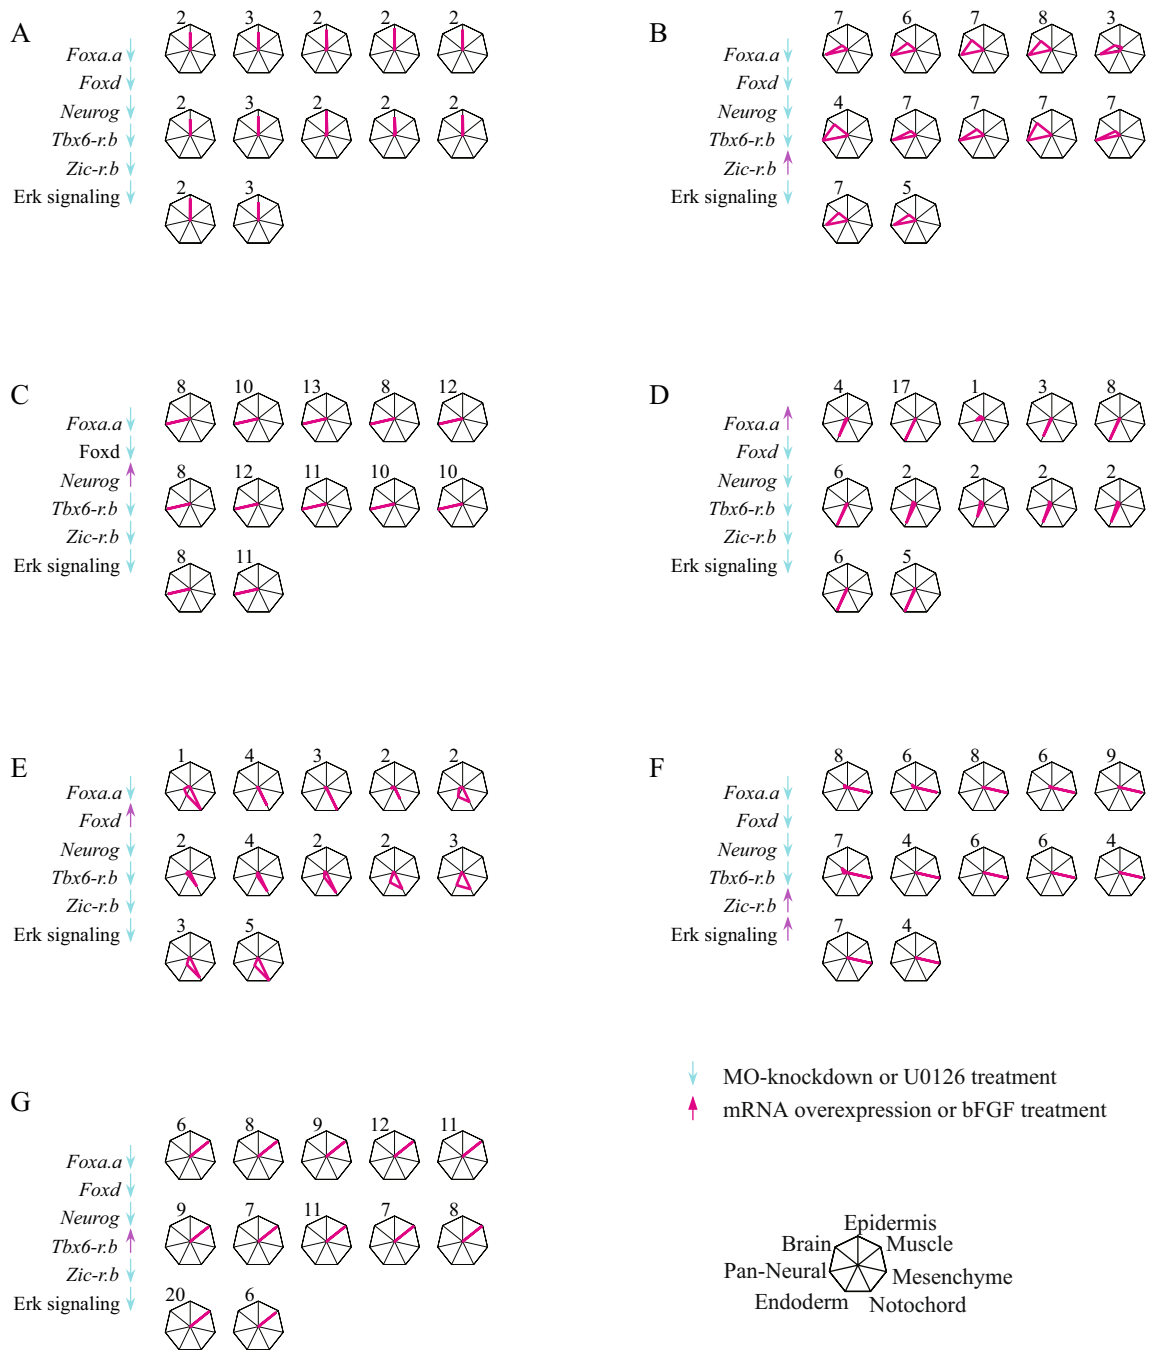 A
2 3 2 2 2
Foxa.a
Foxd
Neurog
2 3 2 2 2
Tbx6-r.b
Zic-r.b
Erk signaling
2 3
B
7 6 7 8 3
Foxa.a
Foxd
Neurog
4 7 7 7 7
Tbx6-r.b
Zic-r.b
Erk signaling
7 5
C
8 10 13 8 12
Foxa.a
Foxd
Neurog
8 12 11 10 10
Tbx6-r.b
Zic-r.b
Erk signaling
8 11
D
4 17 1 3 8
Foxa.a
Foxd
Neurog
6 2 2 2 2
Tbx6-r.b
Zic-r.b
Erk signaling
6 5
E
1 4 3 2 2
Foxa.a
Foxd
Neurog
2 4 2 2 3
Tbx6-r.b
Zic-r.b
Erk signaling
3 5
F
8 6 8 6 9
Foxa.a
Foxd
Neurog
7 4 6 6 4
Tbx6-r.b
Zic-r.b
Erk signaling
7 4
G
6 8 9 12 11
Foxa.a
Foxd
Neurog
9 7 11 7 8
Tbx6-r.b
Zic-r.b
Erk signaling
20 6
MO-knockdown or U0126 treatment
mRNA overexpression or bFGF treatment
Epidermis
Brain Muscle
Pan-Neural Mesenchyme
Endoderm Notochord